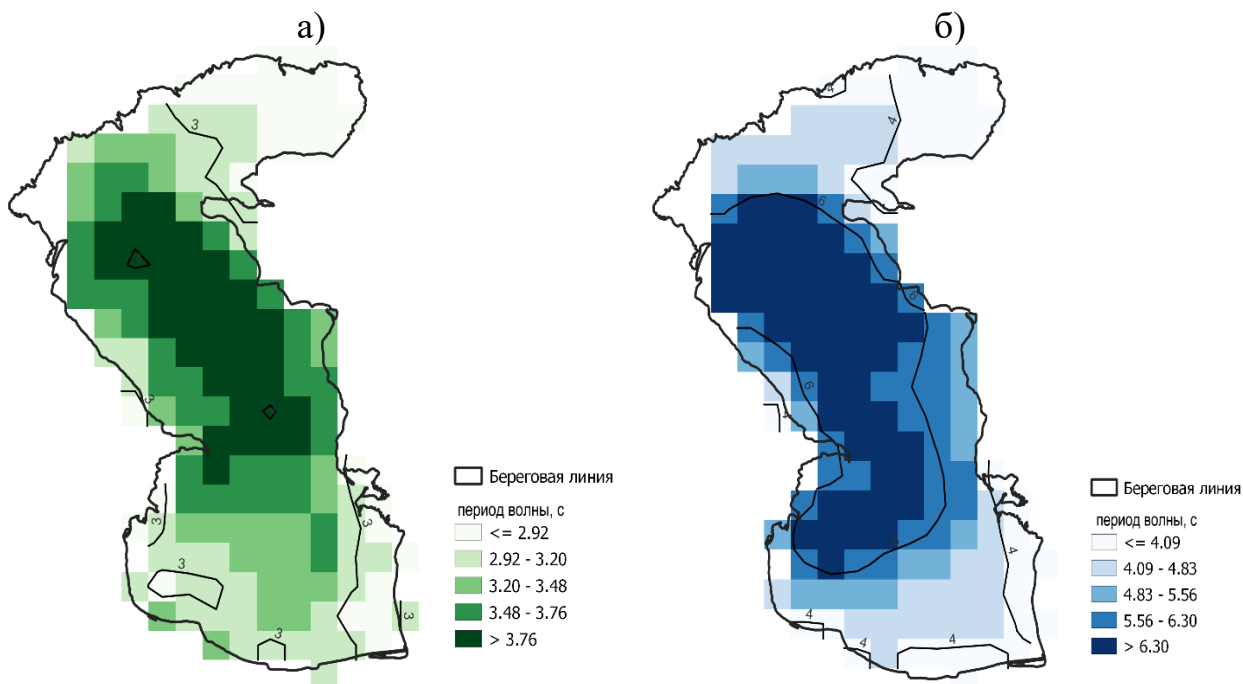 а)
б)
3
3
3
3
3
3
3
4
4
6
6
6
4
6
4
4
4
4
Береговая линия
период волны, с
<= 2.92
2.92 - 3.20
3.20 - 3.48
3.48 - 3.76
> 3.76
Береговая линия
период волны, с
<= 4.09
4.09 - 4.83
4.83 - 5.56
5.56 - 6.30
> 6.30